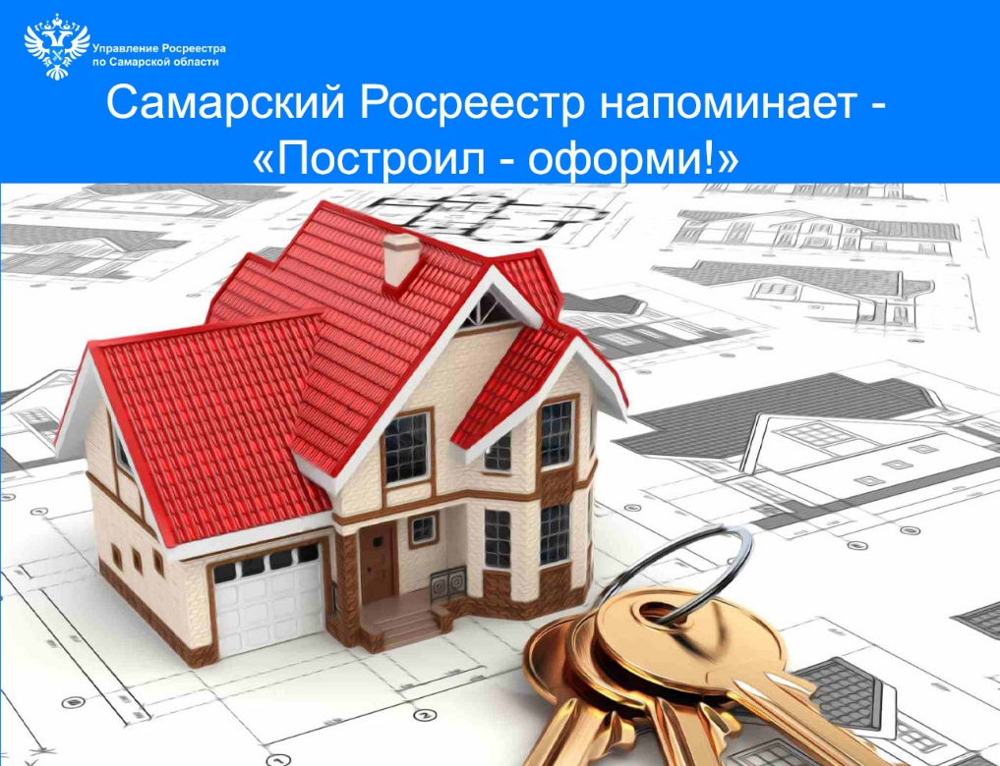 Управление Росреестра
по Самарской области
Самарский Росреестр напоминает -
«Построил - оформи!»